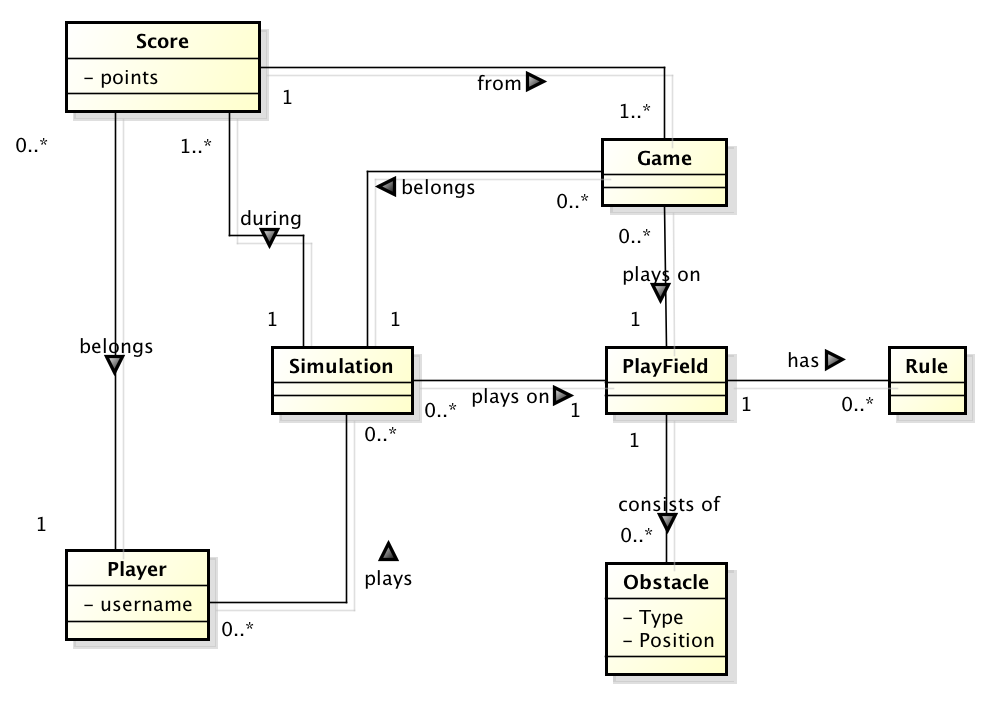 Score
- points
from
1
0..*
1..*
1..*
Game
belongs
0..*
during
0..*
plays on
1
1
1
belongs
Simulation
PlayField
has
Rule
plays on
0..*
1
1
0..*
0..*
1
consists of
0..*
1
Player
- username
plays
0..*
Obstacle
- Type
- Position